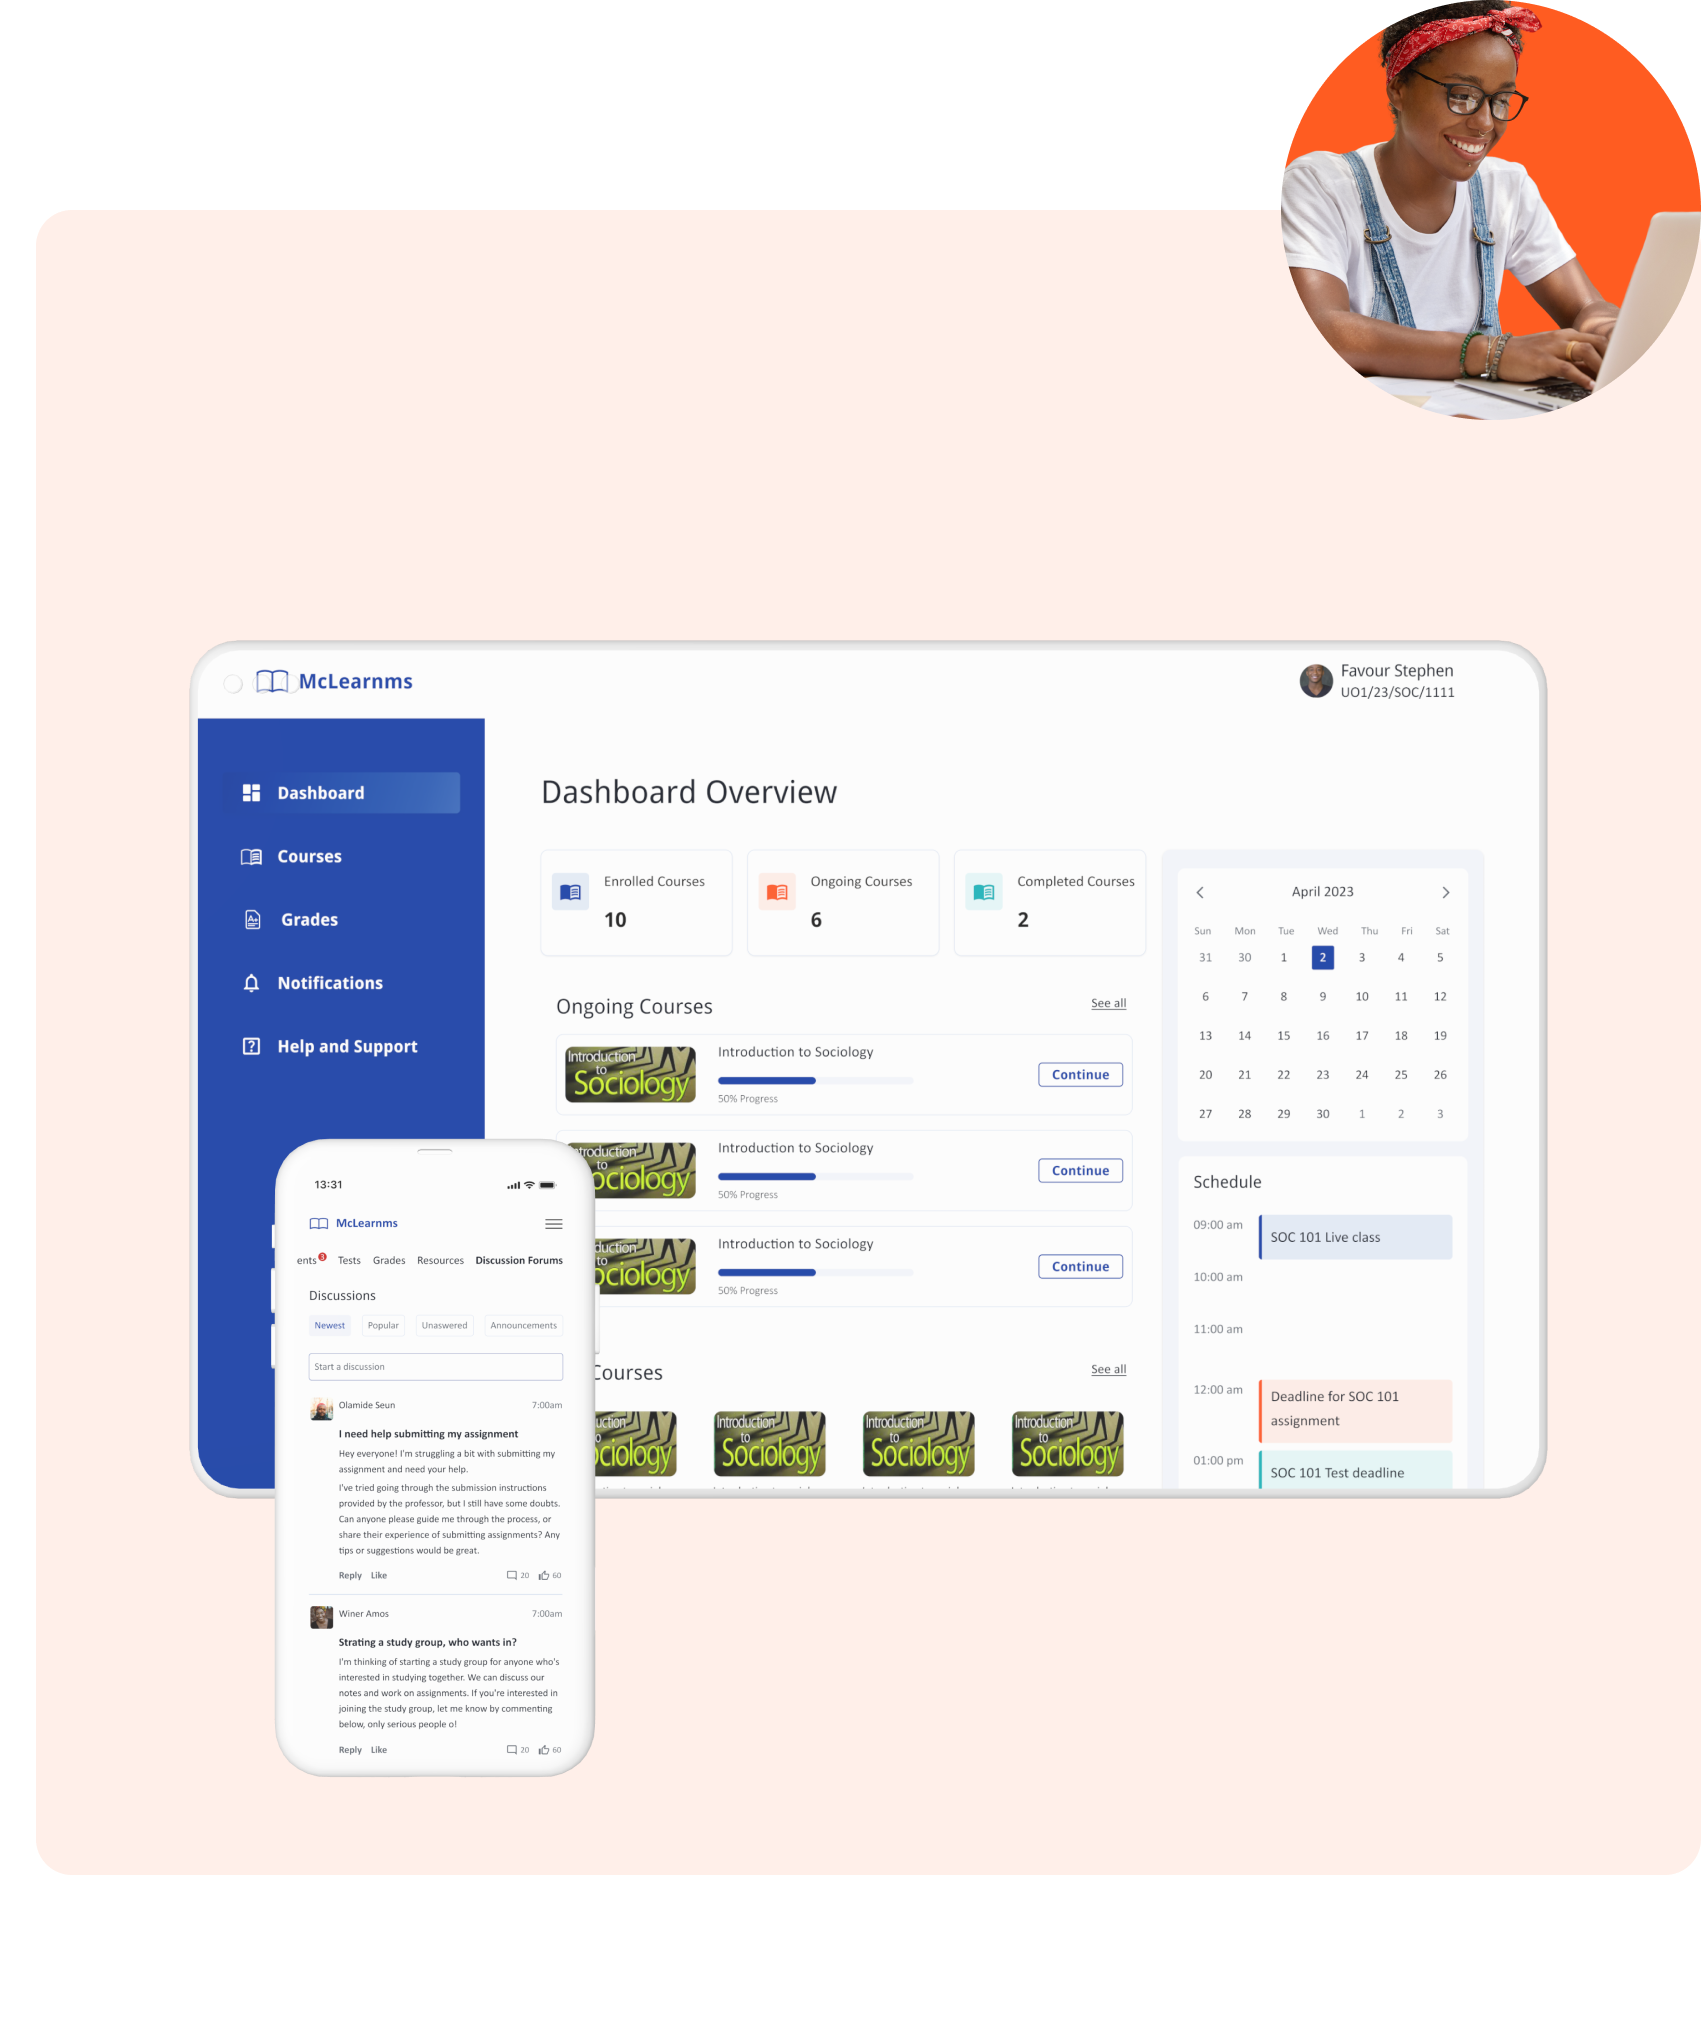 McLearnms
Favour Stephen
UO1/23/SOC/1111
Dashboard
Courses
Grades
Notifications
Help and Support
Dashboard Overview
Enrolled Courses
10
Ongoing Courses
6
Completed Courses
2
Ongoing Courses
See all
Introduction
to
Sociology
Introduction to Sociology
50% Progress
Continue
to
Introduction to Sociology
50% Progress
Continue
to
Introduction to Sociology
50% Progress
Continue
Courses
See all
Introduction
to
Sociology
Introduction
to
Sociology
Introduction
to
Sociology
April 2023
Sun Mon Tue Wed Thu Fri Sat
31 30 1 2 3 4 5
6 7 8 9 10 11 12
13 14 15 16 17 18 19
20 21 22 23 24 25 26
27 28 29 30 1 2 3
Schedule
09:00 am
SOC 101 Live class
10:00 am
11:00 am
12:00 am
Deadline for SOC 101
assignment
01:00 pm
SOC 101 Test deadline
13:31
McLearnms
ents Tests Grades Resources Discussion Forums
Discussions
Newest Popular Unaswered Announcements
Start a discussion
Olamide Seun 7:00am
I need help submitting my assignment
Hey everyone! I'm struggling a bit with submitting my
assignment and need your help.
I've tried going through the submission instructions
provided by the professor, but I still have some doubts.
Can anyone please guide me through the process, or
share their experience of submitting assignments? Any
tips or suggestions would be great.
Reply Like 20 60
Winer Amos 7:00am
Strating a study group, who wants in?
I'm thinking of starting a study group for anyone who's
interested in studying together. We can discuss our
notes and work on assignments. If you're interested in
joining the study group, let me know by commenting
below, only serious people o!
Reply Like 20 60